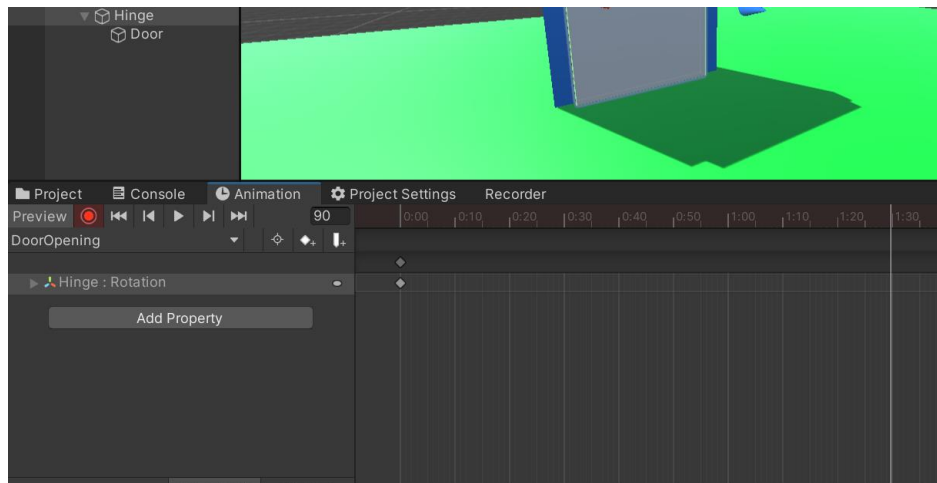 Hinge
Door
Project Console Animation Project Settings Recorder
Preview 90 0:00 0:10 0:20 0:30 0:40 0:50 1:00 1:10 1:20 1:30
DoorOpening
Hinge : Rotation
Add Property